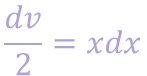 dv/2 = xdx